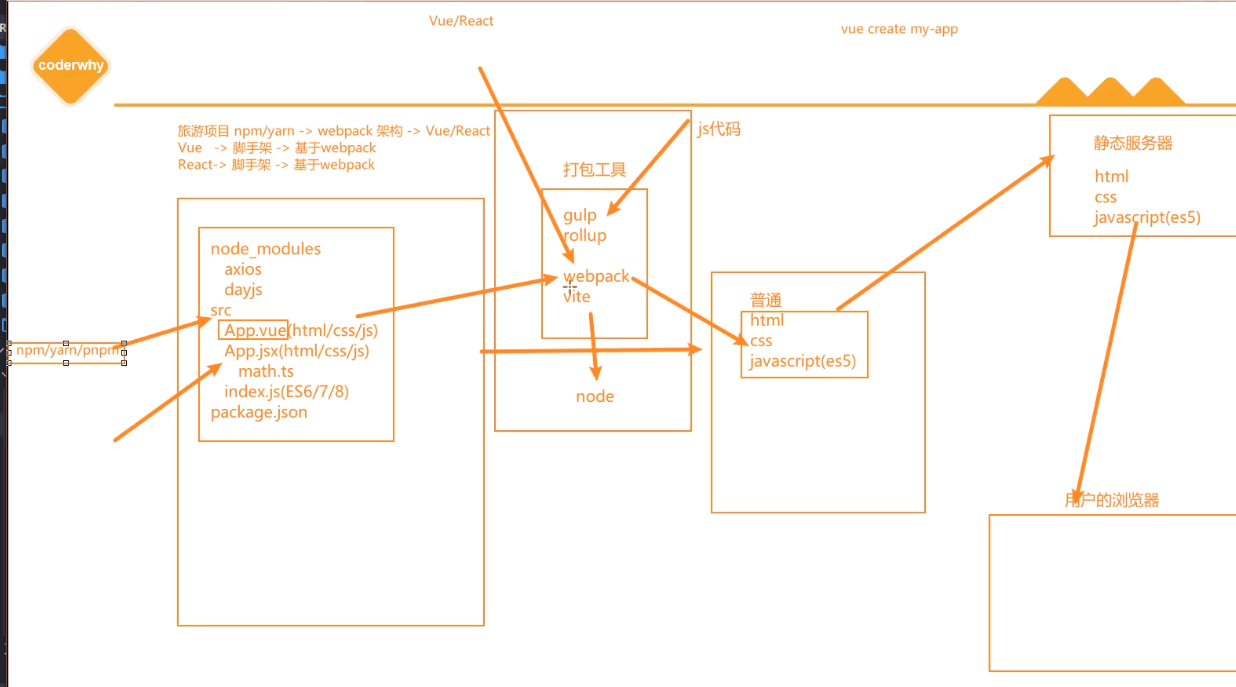 Vue/React
vue create my-app
coderwhy
旅游项目 npm/yarn -> webpack 架构 -> Vue/React
Vue -> 脚手架 -> 基于webpack
React-> 脚手架 -> 基于webpack
npm/yarn/pnpm
node_modules
axios
dayjs
src
App.vue(html/css/js)
App.jsx(html/css/js)
math.ts
index.js(ES6/7/8)
package.json
js代码
打包工具
gulp
rollup
webpack
vite
node
普通
html
css
javascript(es5)
静态服务器
html
css
javascript(es5)
用户的浏览器